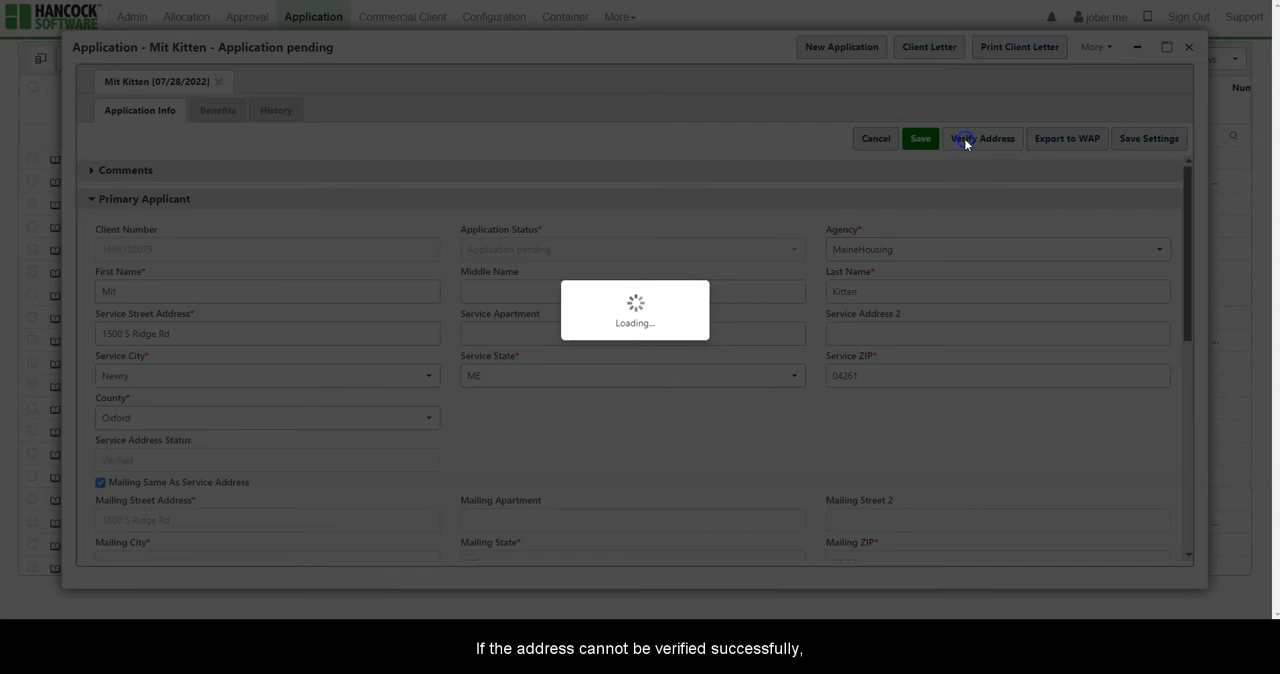 HANCOCK
SOFTWARE
Admin Allocation Approval Application Commercial Client Configuration Container More
jober.me Sign Out Support
Application - Mit Kitten - Application pending
New Application Client Letter Print Client Letter More
Mit Kitten [07/28/2022]
Application Info Benefits History
Num
Cancel Save Verify Address Export to WAP Save Settings
Comments
Primary Applicant
Client Number Application Status* Agency*
Application pending MaineHousing
First Name* Middle Name Last Name*
Mit Kitten
Loading...
Service Street Address* Service Apartment Service Address 2
1500 S Ridge Rd
Service City* Service State* Service ZIP*
Newry ME 04261
County*
Oxford
Service Address Status
Verified
Mailing Same As Service Address
Mailing Street Address* Mailing Apartment Mailing Street 2
1500 S Ridge Rd
Mailing City* Mailing State* Mailing ZIP*
If the address cannot be verified successfully,